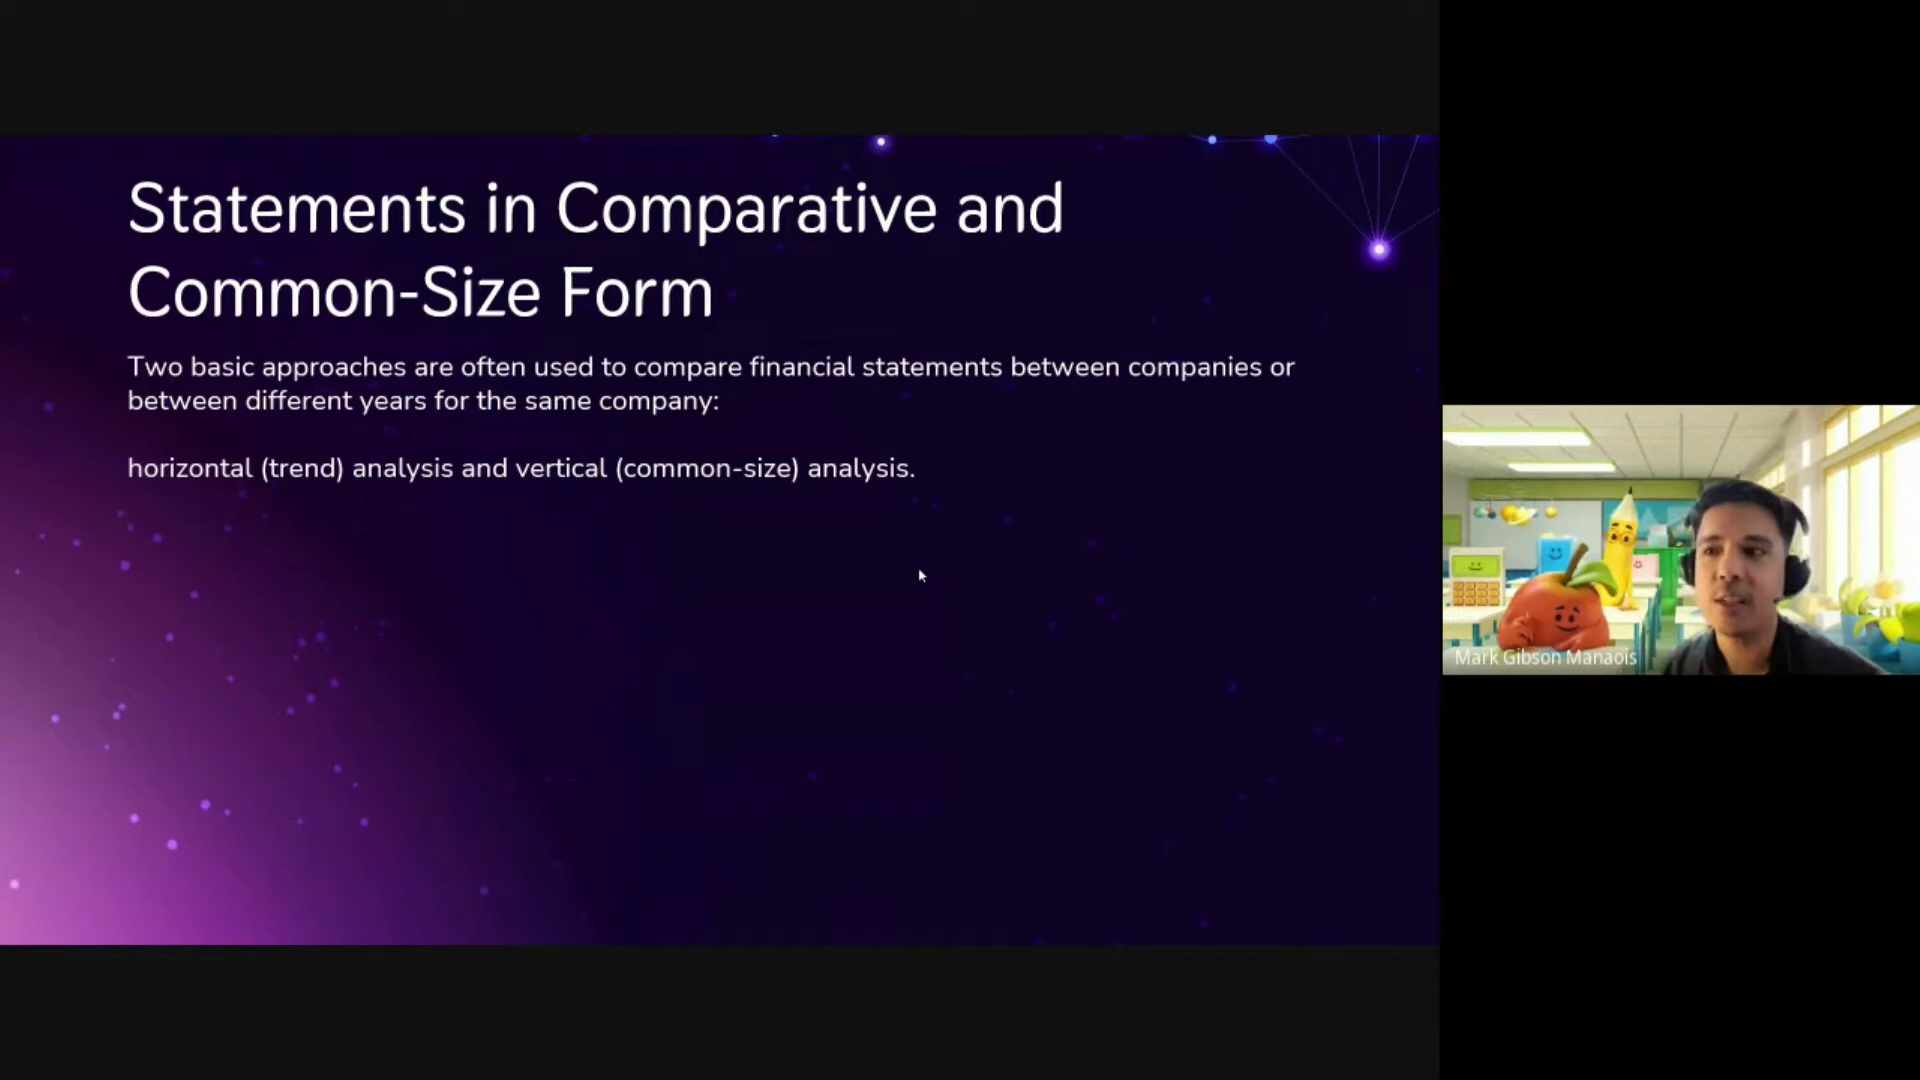 Statements in Comparative and
Common-Size Form
Two basic approaches are often used to compare financial statements between companies or
between different years for the same company:
horizontal (trend) analysis and vertical (common-size) analysis.
Mark Gibson Manaois